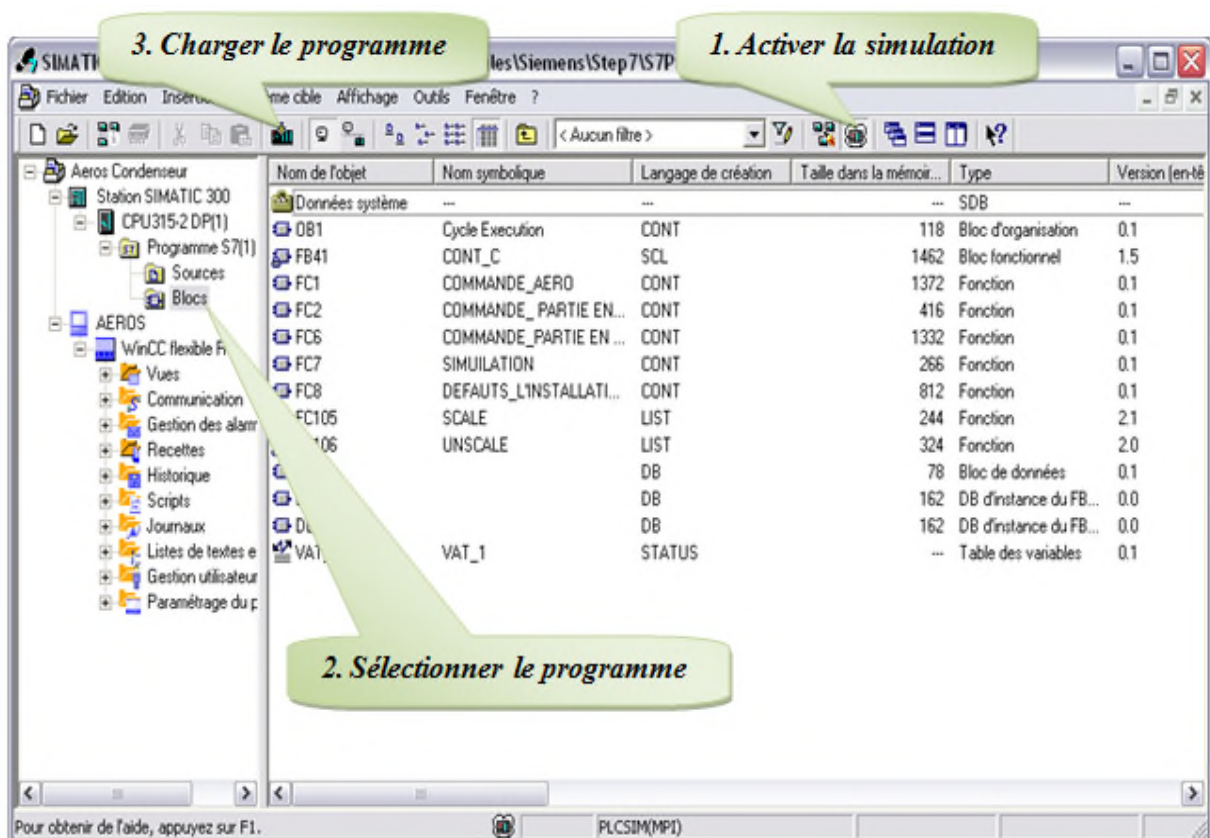 3. Charger le programme
1. Activer la simulation
SIMATI les\Siemens\Step7\S7P
Fichier Edition Insert me cible Affichage Outils Fenêtre ?
< Aucun filtre >
Aeros Condenseur
Station SIMATIC 300
CPU315-2 DP(1)
Programme S7(1)
Sources
Blocs
AEROS
WinCC flexible R
Vues
Communication
Gestion des alarm
Recettes
Historique
Scripts
Journaux
Listes de textes e
Gestion utilisateur
Paramétrage du p
Nom de l'objet Nom symbolique Langage de création Taille dans la mémoir... Type Version (en-tê
Données système --- --- --- SDB ---
OB1 Cycle Execution CONT 118 Bloc d'organisation 0.1
FB41 CONT_C SCL 1462 Bloc fonctionnel 1.5
FC1 COMMANDE_AERO CONT 1372 Fonction 0.1
FC2 COMMANDE_ PARTIE EN... CONT 416 Fonction 0.1
FC6 COMMANDE_PARTIE EN ... CONT 1332 Fonction 0.1
FC7 SIMUILATION CONT 266 Fonction 0.1
FC8 DEFAUTS_L'INSTALLATI... CONT 812 Fonction 0.1
FC105 SCALE LIST 244 Fonction 2.1
106 UNSCALE LIST 324 Fonction 2.0
DB 78 Bloc de données 0.1
DB 162 DB d'instance du FB... 0.0
DB 162 DB d'instance du FB... 0.0
VAT VAT_1 STATUS --- Table des variables 0.1
2. Sélectionner le programme
Pour obtenir de l'aide, appuyez sur F1. PLCSIM(MPI)